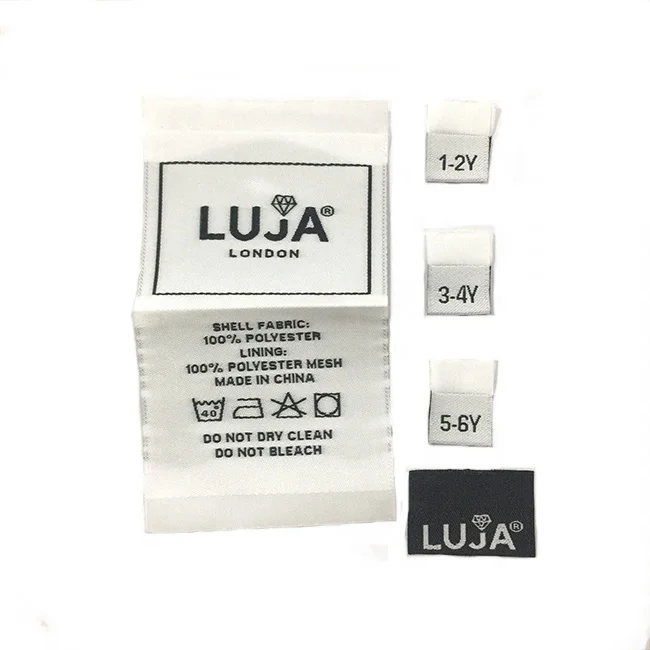 LUJA®
LONDON
SHELL FABRIC:
100% POLYESTER
LINING:
100% POLYESTER MESH
MADE IN CHINA
40
DO NOT DRY CLEAN
DO NOT BLEACH
1-2Y
3-4Y
5-6Y
LUJA®